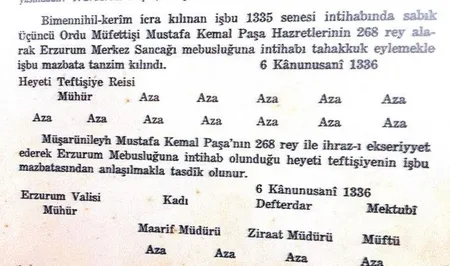 Bimennihil-kerîm icra kılınan işbu 1335 senesi intihabında sabık
üçüncü Ordu Müfettişi Mustafa Kemal Paşa Hazretlerinin 268 rey ala-
rak Erzurum Merkez Sancağı mebusluğuna intihabı tahakkuk eylemekle
işbu mazbata tanzim kılındı. 6 Kânunusanî 1336
Heyeti Teftişiye Reisi
Mühür Aza Aza Aza Aza Aza
Aza Aza Aza Aza Aza Aza Aza
Müşarünileyh Mustafa Kemal Paşa'nın 268 rey ile ihraz-ı ekseriyyet
ederek Erzurum Mebusluğuna intihab olunduğu heyeti teftişiyenin işbu
mazbatasından anlaşılmakla tasdik olunur.
6 Kânunusanî 1336
Erzurum Valisi Kadı Defterdar Mektubî
Mühür
Maarif Müdürü Ziraat Müdürü Müftü
Aza Aza Aza Aza